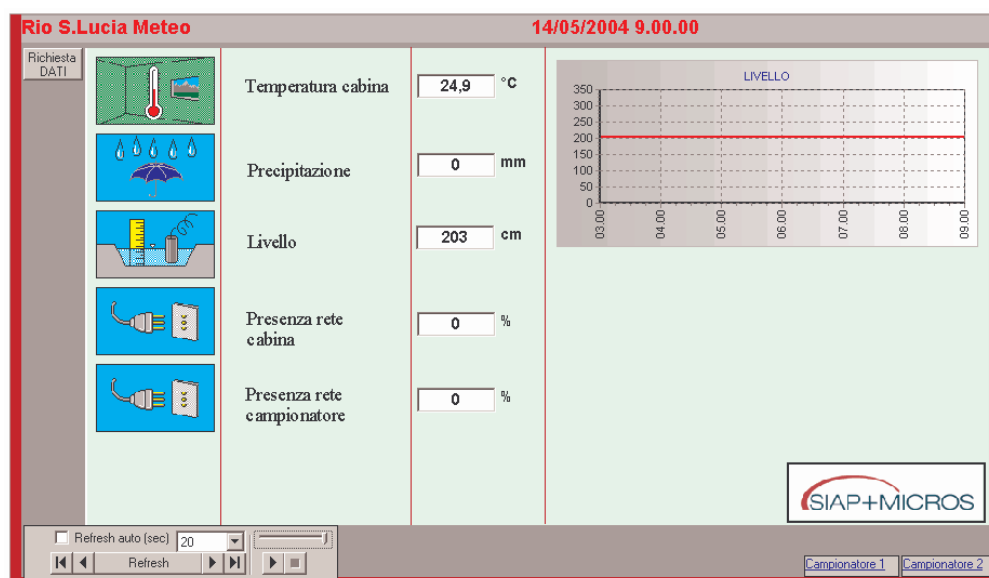 Rio S.Lucia Meteo 14/05/2004 9.00.00
Richiesta
DATI
Temperatura cabina 24,9 °C
Precipitazione 0 mm
Livello 203 cm
Presenza rete
cabina 0 %
Presenza rete
campionatore 0 %
LIVELLO
350
300
250
200
150
100
50
0
03.00 04.00 05.00 06.00 07.00 08.00 09.00
SIAP+MICROS
Refresh auto (sec) 20
Refresh
Campionatore 1 Campionatore 2